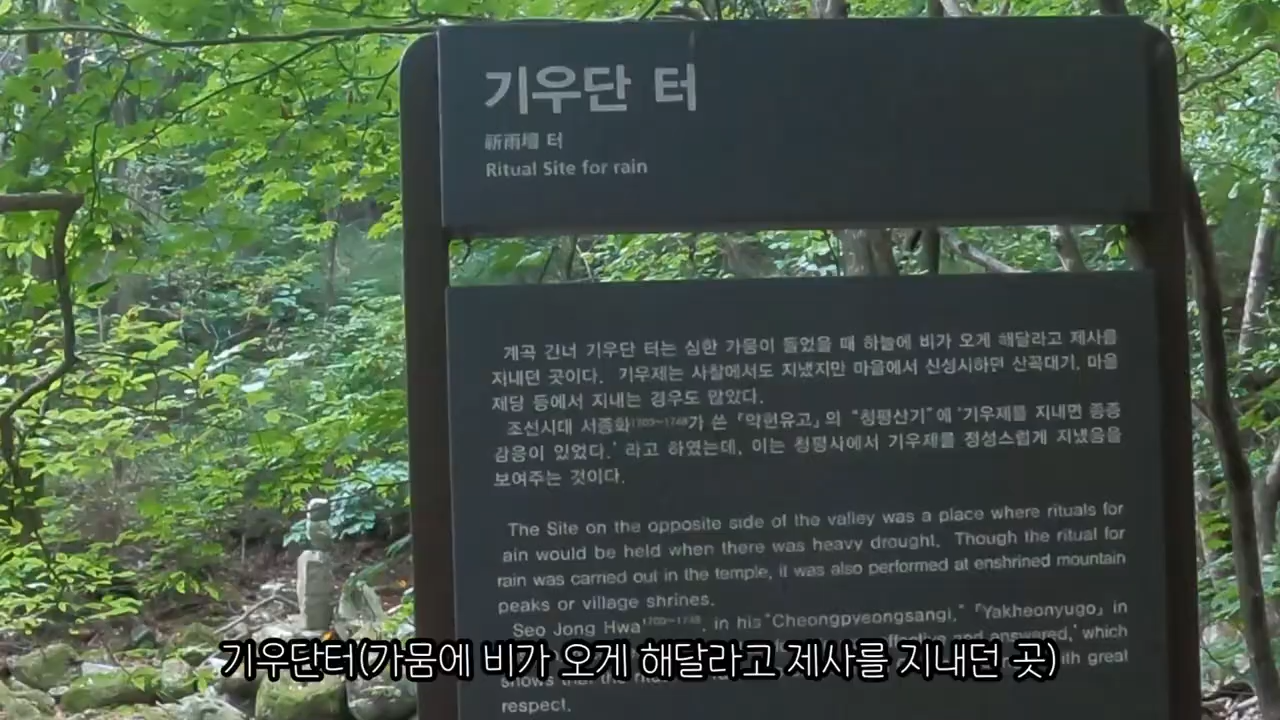 기우단 터
祈雨壇 터
Ritual Site for rain
계곡 건너 기우단 터는 심한 가뭄이 들었을 때 하늘에 비가 오게 해달라고 제사를
지내던 곳이다. 기우제는 사찰에서도 지냈지만 마을에서 신성시하던 산꼭대기, 마을
제당 등에서 지내는 경우도 많았다.
조선시대 서종화가 쓴 『약헌유고』의 "청평산기"에 '기우제를 지내면 종종
감응이 있었다.' 라고 하였는데, 이는 청평사에서 기우제를 정성스럽게 지냈음을
보여주는 것이다.
The Site on the opposite side of the valley was a place where rituals for
ain would be held when there was heavy drought. Though the ritual for
rain was carried out in the temple, it was also performed at enshrined mountain
peaks or village shrines.
Seo Jong Hwa, in his "Cheongpyeongsangi," 『Yakheonyugo』 in
effective and answered,' which
shows that the great
respect.
기우단터(가뭄에 비가 오게 해달라고 제사를 지내던 곳)